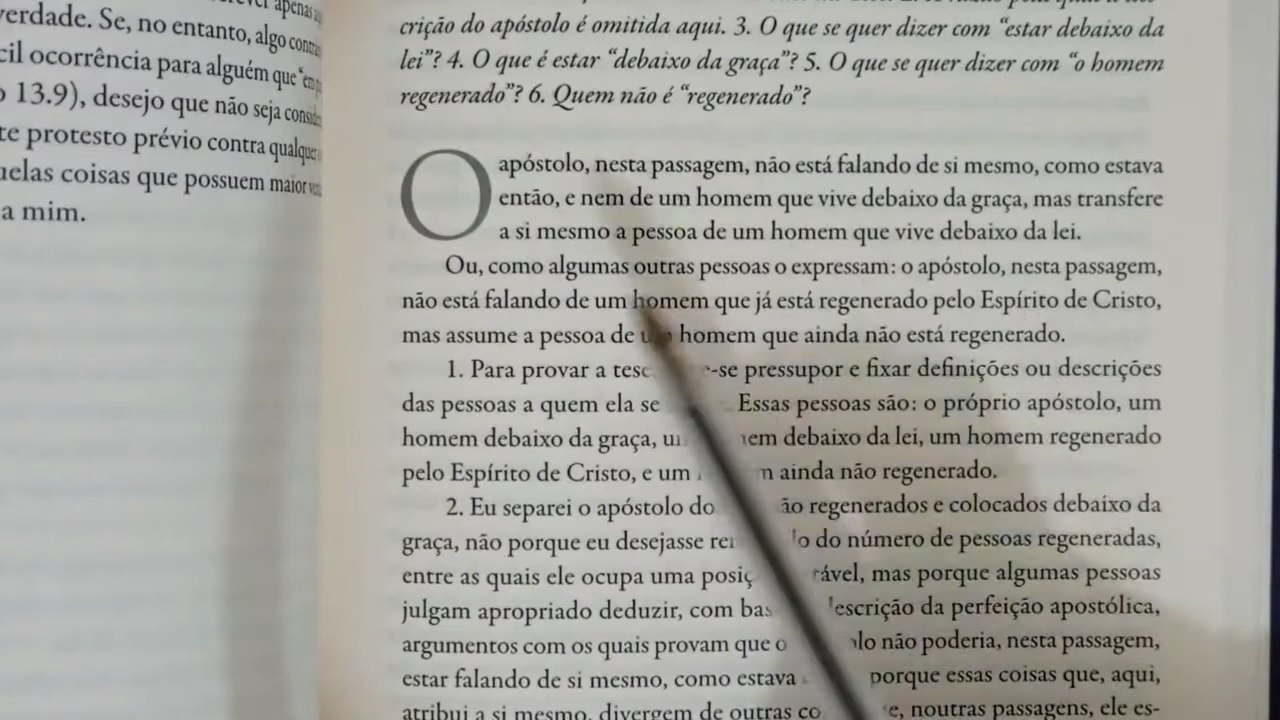 apenas
verdade. Se, no entanto, algo
ocorrência para alguém que
13.9), desejo que não seja
protesto prévio contra
coisas que possuem maior
a mim.
crição do apóstolo é omitida aqui. 3. O que se quer dizer com “estar debaixo da
lei”? 4. O que é estar “debaixo da graça”? 5. O que se quer dizer com “o homem
regenerado”? 6. Quem não é “regenerado”?
O apóstolo, nesta passagem, não está falando de si mesmo, como estava
então, e nem de um homem que vive debaixo da graça, mas transfere
a si mesmo a pessoa de um homem que vive debaixo da lei.
Ou, como algumas outras pessoas o expressam: o apóstolo, nesta passagem,
não está falando de um homem que já está regenerado pelo Espírito de Cristo,
mas assume a pessoa de um homem que ainda não está regenerado.
1. Para provar a -se pressupor e fixar definições ou descrições
das pessoas a quem ela se Essas pessoas são: o próprio apóstolo, um
homem debaixo da graça, debaixo da lei, um homem regenerado
pelo Espírito de Cristo, e um ainda não regenerado.
2. Eu separei o apóstolo do regenerados e colocados debaixo da
graça, não porque eu desejasse do número de pessoas regeneradas,
entre as quais ele ocupa uma mas porque algumas pessoas
julgam apropriado deduzir, com da perfeição apostólica,
argumentos com os quais provam que o não poderia, nesta passagem,
estar falando de si mesmo, como estava porque essas coisas que, aqui,
atribui a si mesmo, divergem de outras noutras passagens, ele es-